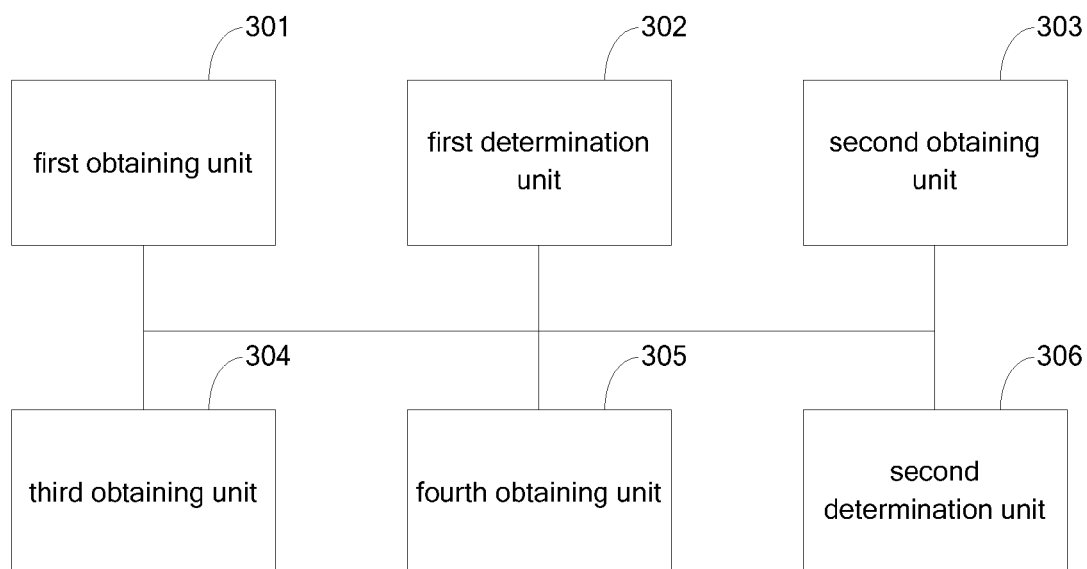 301
302
303
first obtaining unit
first determination
unit
second obtaining
unit
304
305
306
third obtaining unit
fourth obtaining unit
second
determination unit